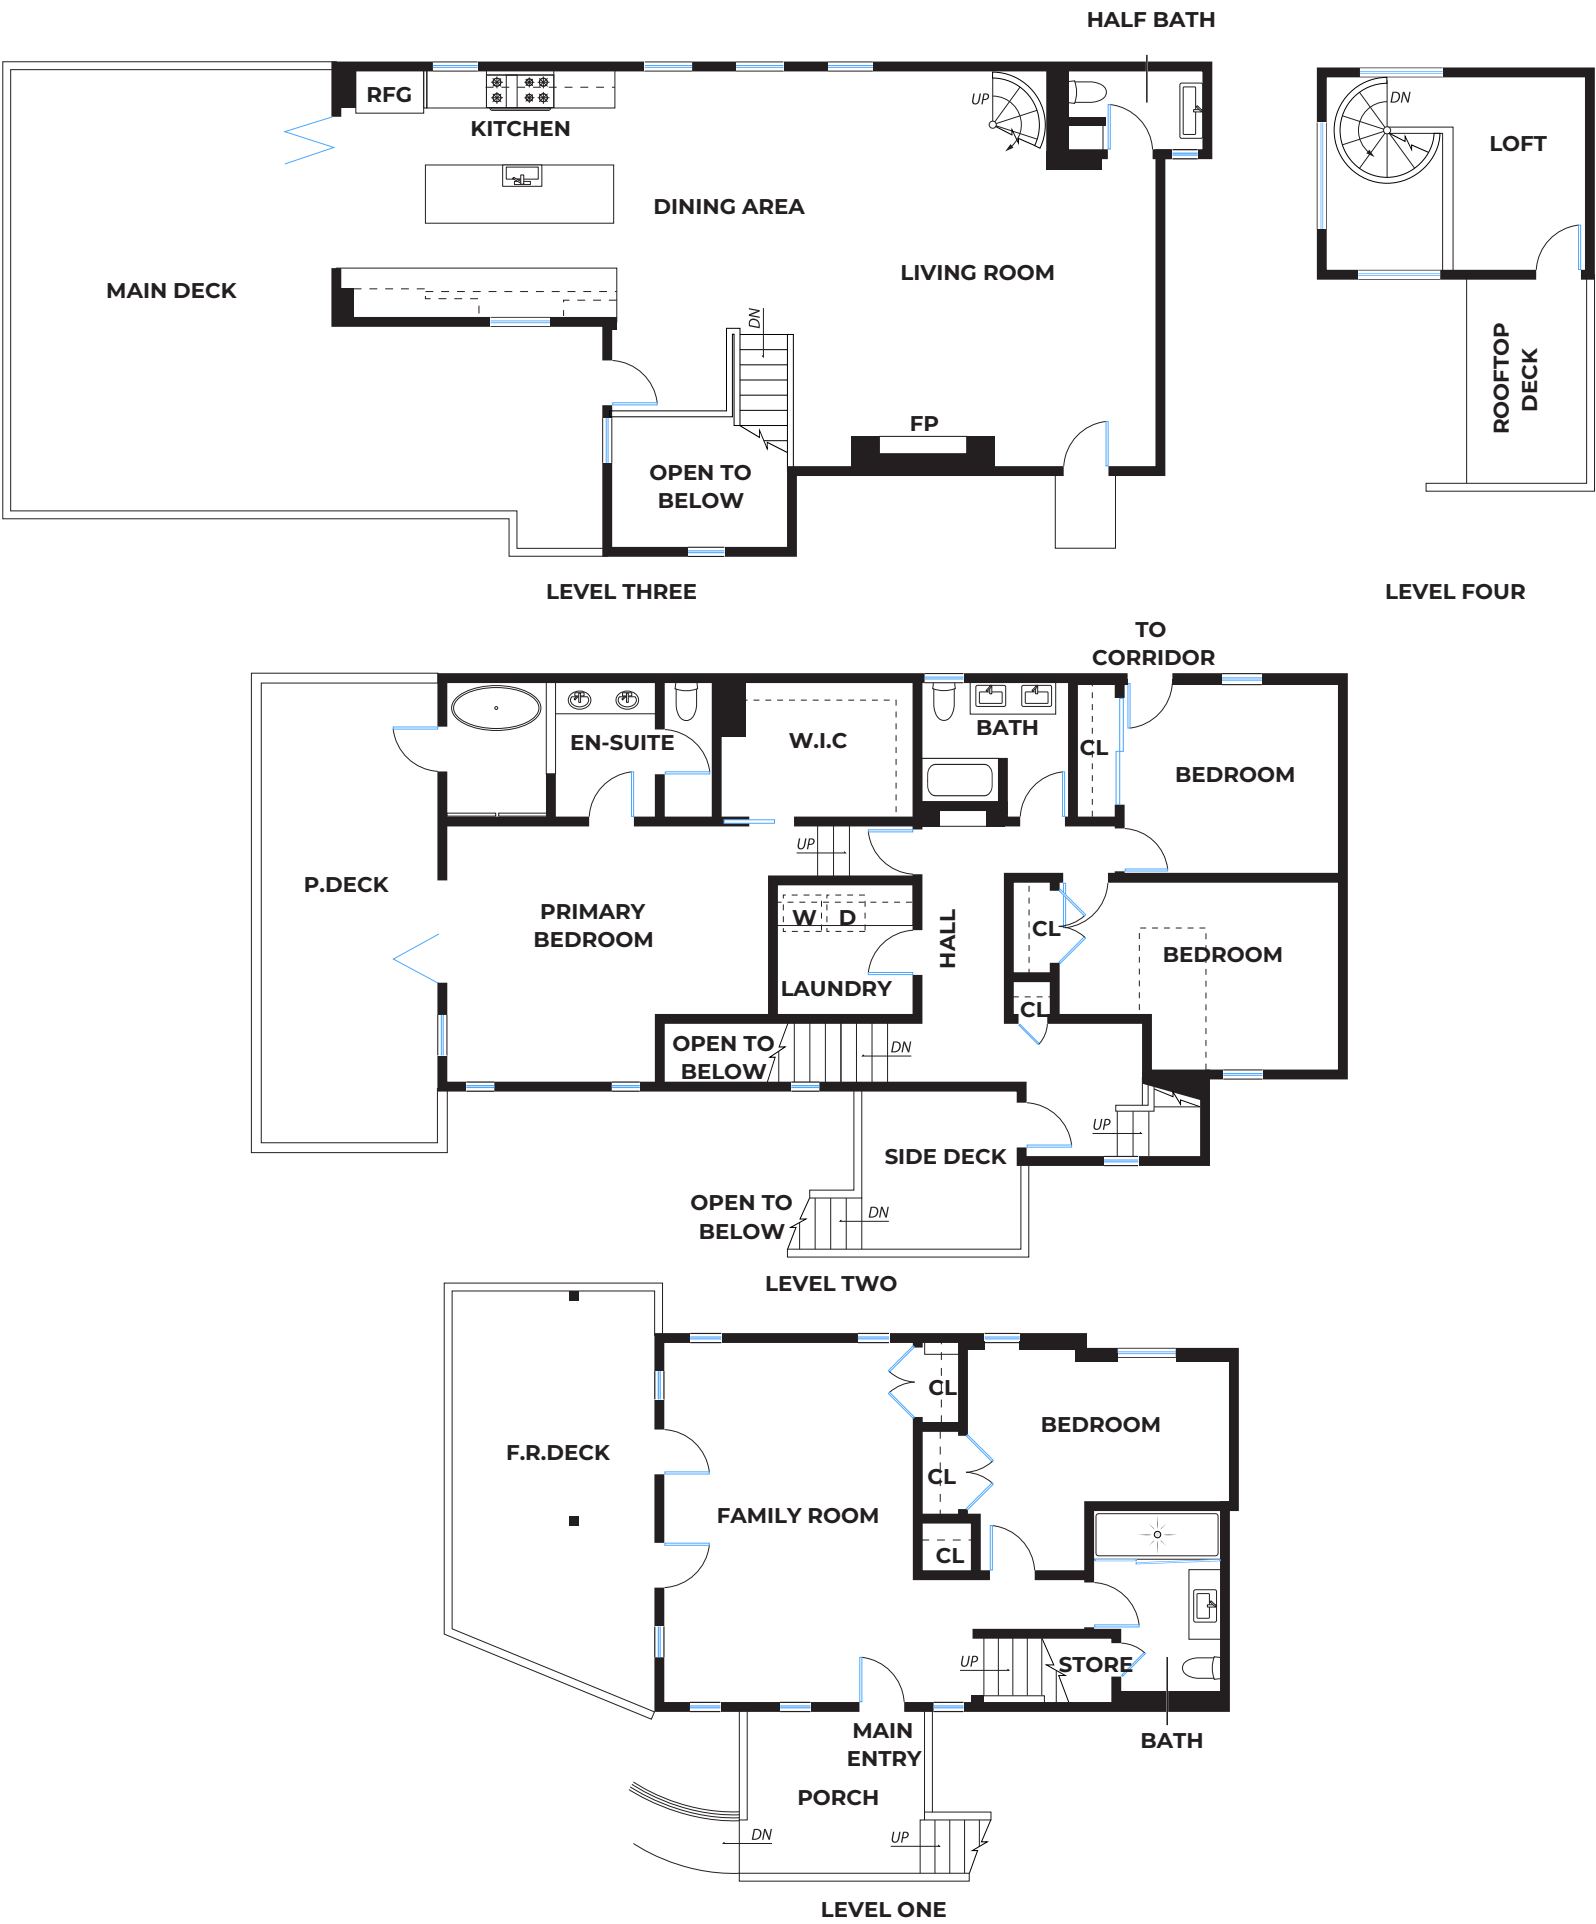 HALF BATH
RFG
KITCHEN
UP
DN
LOFT
DINING AREA
LIVING ROOM
MAIN DECK
DN
ROOFTOP
DECK
FP
OPEN TO
BELOW
LEVEL THREE
LEVEL FOUR
TO
CORRIDOR
EN-SUITE
W.I.C
BATH
CL
BEDROOM
UP
P.DECK
PRIMARY
BEDROOM
W
D
HALL
CL
BEDROOM
LAUNDRY
CL
OPEN TO
BELOW
DN
UP
SIDE DECK
OPEN TO
BELOW
DN
LEVEL TWO
CL
BEDROOM
F.R.DECK
CL
FAMILY ROOM
CL
UP
STORE
MAIN
ENTRY
BATH
PORCH
DN
UP
LEVEL ONE